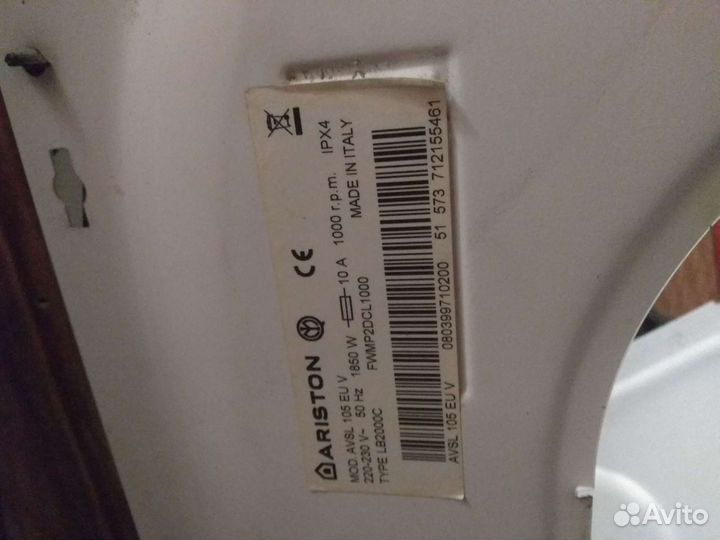 ARISTON CE
MOD. AVSL 105 EU V
220-230 V~ 50 Hz 1850 W 10 A 1000 r.p.m. IPX4
TYPE LB2000C FWMP2DCL1000 MADE IN ITALY
AVSL 105 EU V 080399710200 51 573 712155461
Avito